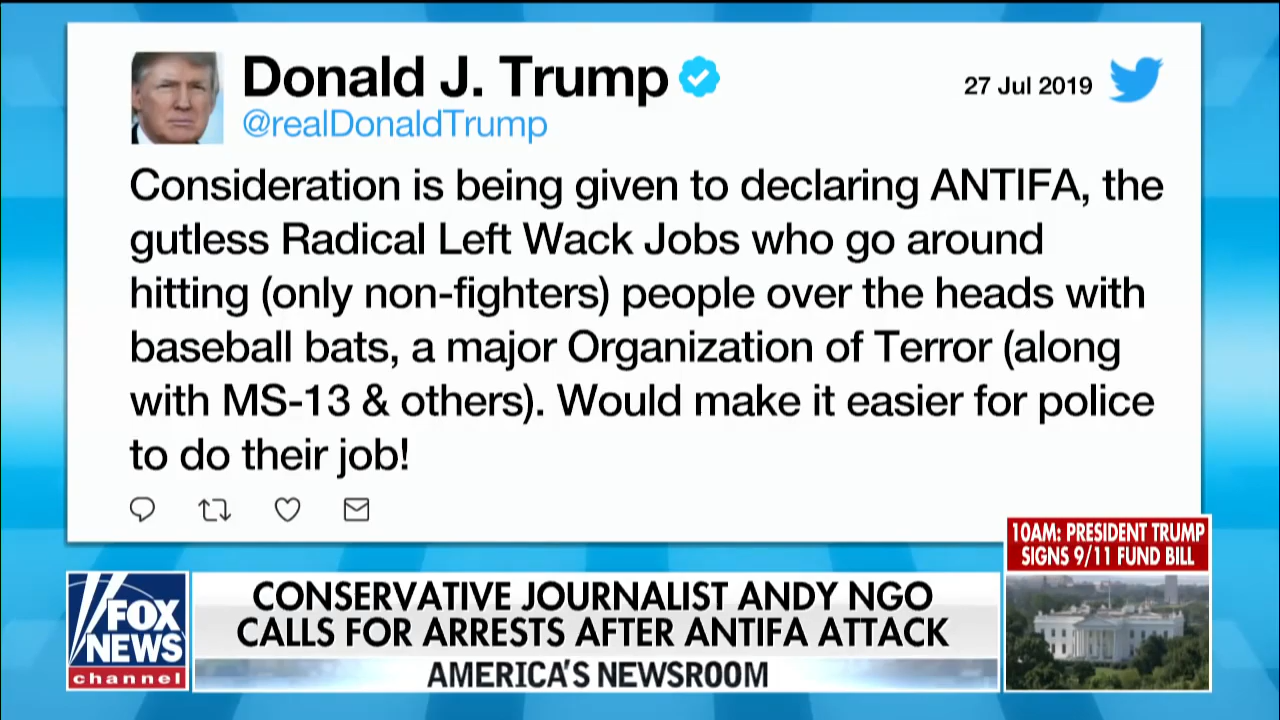 Donald J. Trump
27 Jul 2019
@realDonaldTrump
Consideration is being given to declaring ANTIFA, the
gutless Radical Left Wack Jobs who go around
hitting (only non-fighters) people over the heads with
baseball bats, a major Organization of Terror (along
with MS-13 & others). Would make it easier for police
to do their job!
10AM: PRESIDENT TRUMP
SIGNS 9/11 FUND BILL
FOX
NEWS
channel
CONSERVATIVE JOURNALIST ANDY NGO
CALLS FOR ARRESTS AFTER ANTIFA ATTACK
AMERICA'S NEWSROOM